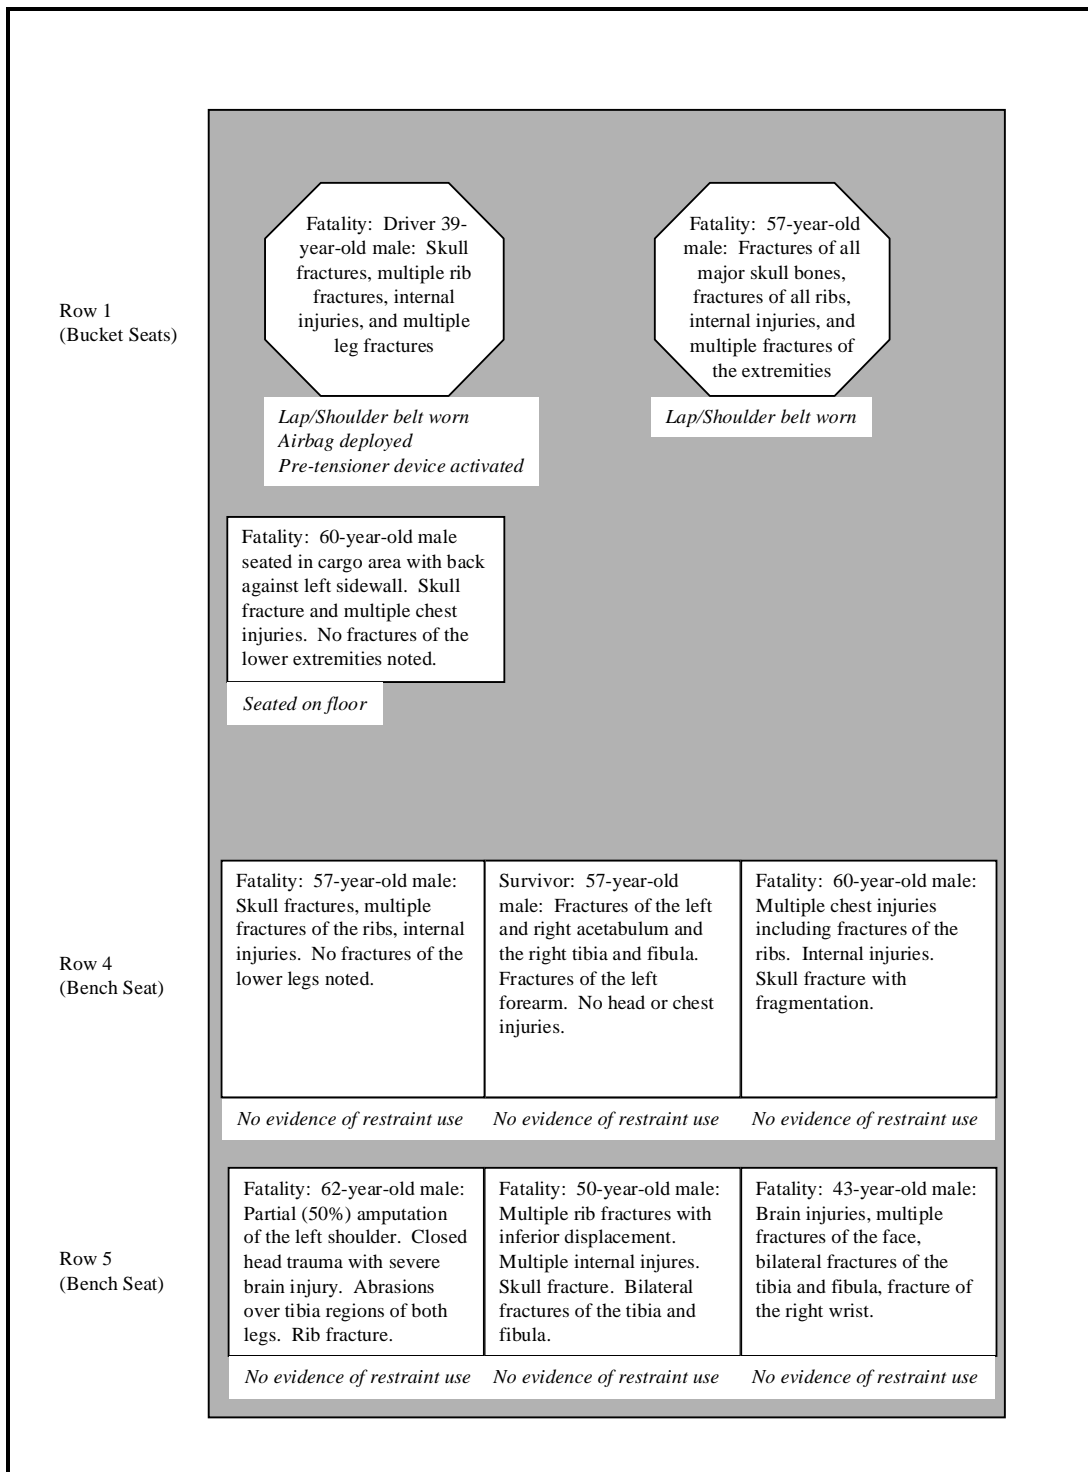 Row 1
(Bucket Seats)
Fatality: Driver 39-
year-old male: Skull
fractures, multiple rib
fractures, internal
injuries, and multiple
leg fractures
Lap/Shoulder belt worn
Airbag deployed
Pre-tensioner device activated
Fatality: 57-year-old
male: Fractures of all
major skull bones,
fractures of all ribs,
internal injuries, and
multiple fractures of
the extremities
Lap/Shoulder belt worn
Fatality: 60-year-old male
seated in cargo area with back
against left sidewall. Skull
fracture and multiple chest
injuries. No fractures of the
lower extremities noted.
Seated on floor
Row 4
(Bench Seat)
Fatality: 57-year-old male:
Skull fractures, multiple
fractures of the ribs, internal
injuries. No fractures of the
lower legs noted.
No evidence of restraint use
Survivor: 57-year-old
male: Fractures of the left
and right acetabulum and
the right tibia and fibula.
Fractures of the left
forearm. No head or chest
injuries.
No evidence of restraint use
Fatality: 60-year-old male:
Multiple chest injuries
including fractures of the
ribs. Internal injuries.
Skull fracture with
fragmentation.
No evidence of restraint use
Row 5
(Bench Seat)
Fatality: 62-year-old male:
Partial (50%) amputation
of the left shoulder. Closed
head trauma with severe
brain injury. Abrasions
over tibia regions of both
legs. Rib fracture.
No evidence of restraint use
Fatality: 50-year-old male:
Multiple rib fractures with
inferior displacement.
Multiple internal injures.
Skull fracture. Bilateral
fractures of the tibia and
fibula.
No evidence of restraint use
Fatality: 43-year-old male:
Brain injuries, multiple
fractures of the face,
bilateral fractures of the
tibia and fibula, fracture of
the right wrist.
No evidence of restraint use